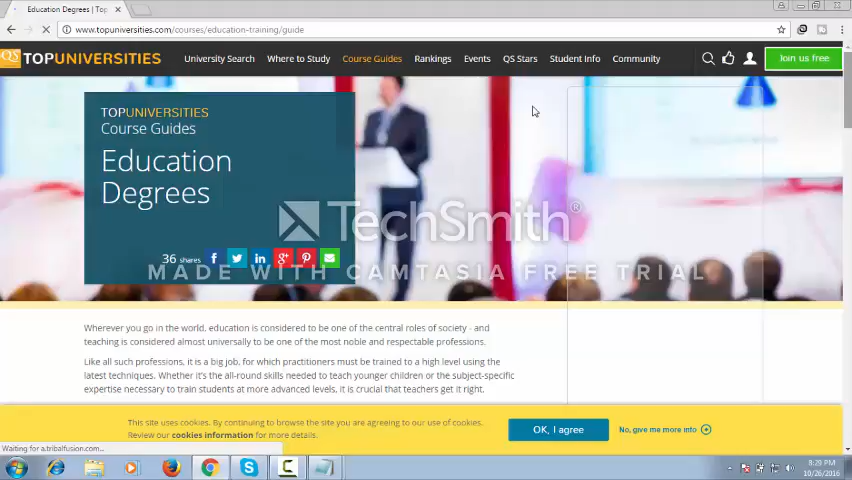 Education Degrees | Top
www.topuniversities.com/courses/education-training/guide
QS TOPUNIVERSITIES
University Search
Where to Study
Course Guides
Rankings
Events
QS Stars
Student Info
Community
Join us free
TOPUNIVERSITIES
Course Guides
Education
Degrees
36 shares
TechSmith®
MADE WITH CAMTASIA FREE TRIAL
Wherever you go in the world, education is considered to be one of the central roles of society - and
teaching is considered almost universally to be one of the most noble and respectable professions.
Like all such professions, it is a big job, for which practitioners must be trained to a high level using the
latest techniques. Whether it's the all-round skills needed to teach younger children or the subject-specific
expertise necessary to train students at more advanced levels, it is crucial that teachers get it right.
This site uses cookies. By continuing to browse the site you are agreeing to our use of cookies.
Review our cookies information for more details.
OK, I agree
No, give me more info
Waiting for a.tribalfusion.com...
8:29 PM
10/26/2016